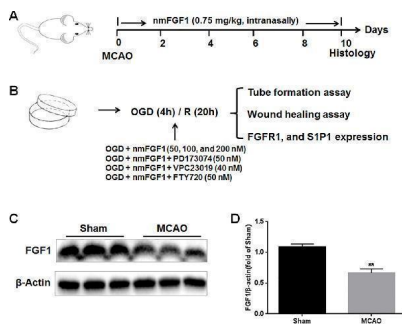 A
nmFGF1 (0.75 mg/kg, intranasally)
Days
0 2 4 6 8 10
MCAO
Histology
B
OGD (4h) / R (20h)
Tube formation assay
Wound healing assay
FGFR1, and S1P1 expression
OGD + nmFGF1 (50, 100, and 200 nM)
OGD + nmFGF1+ PD173074 (50 nM)
OGD + nmFGF1+ VPC23019 (40 nM)
OGD + nmFGF1+ FTY720 (50 nM)
C
Sham MCAO
FGF1
β-Actin
D
FGF1/β-actin(fold of Sham)
1.5
1.0
0.5
0.0
**
Sham MCAO